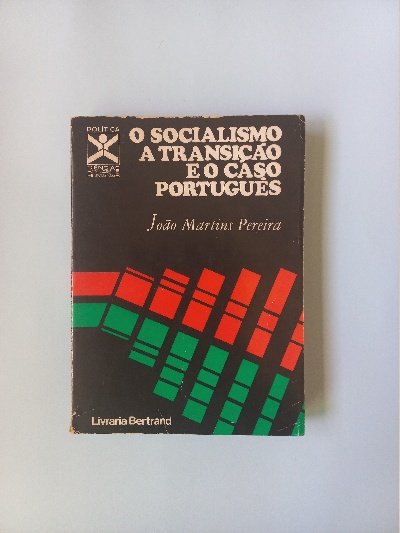 POLÍTICA
O SOCIALISMO
A TRANSIÇÃO
E O CASO
PORTUGUÊS
João Martins Pereira
Livraria Bertrand